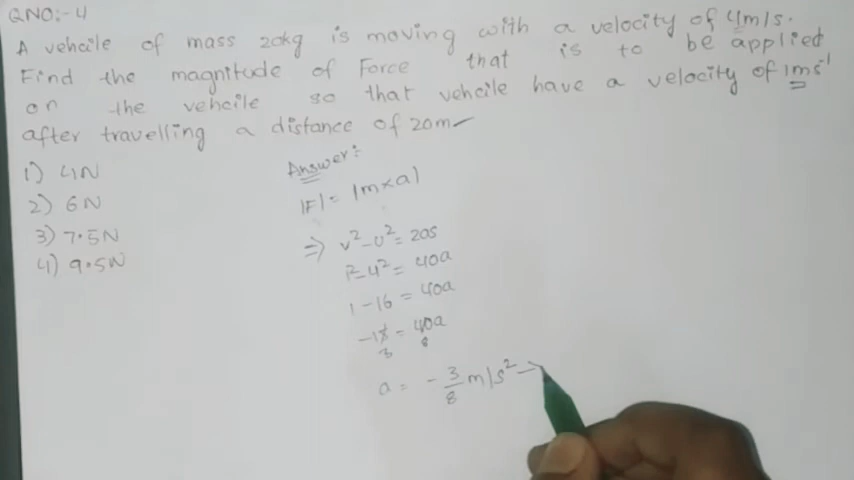 QNO:-4
A vehcile of mass 20kg is moving with a velocity of 4m/s.
Find the magnitude of Force that is to be applied
on the vehcile so that vehcile have a velocity of 1ms⁻¹
after travelling a distance of 20m
1) 4N
2) 6N
3) 7.5N
4) 9.5N
Answer:
|F| = |m×a|
⇒ v²-u² = 2as
1²-4² = 40a
1-16 = 40a
-15 = 40a
3 8
a = -3/8 m/s² ⇒